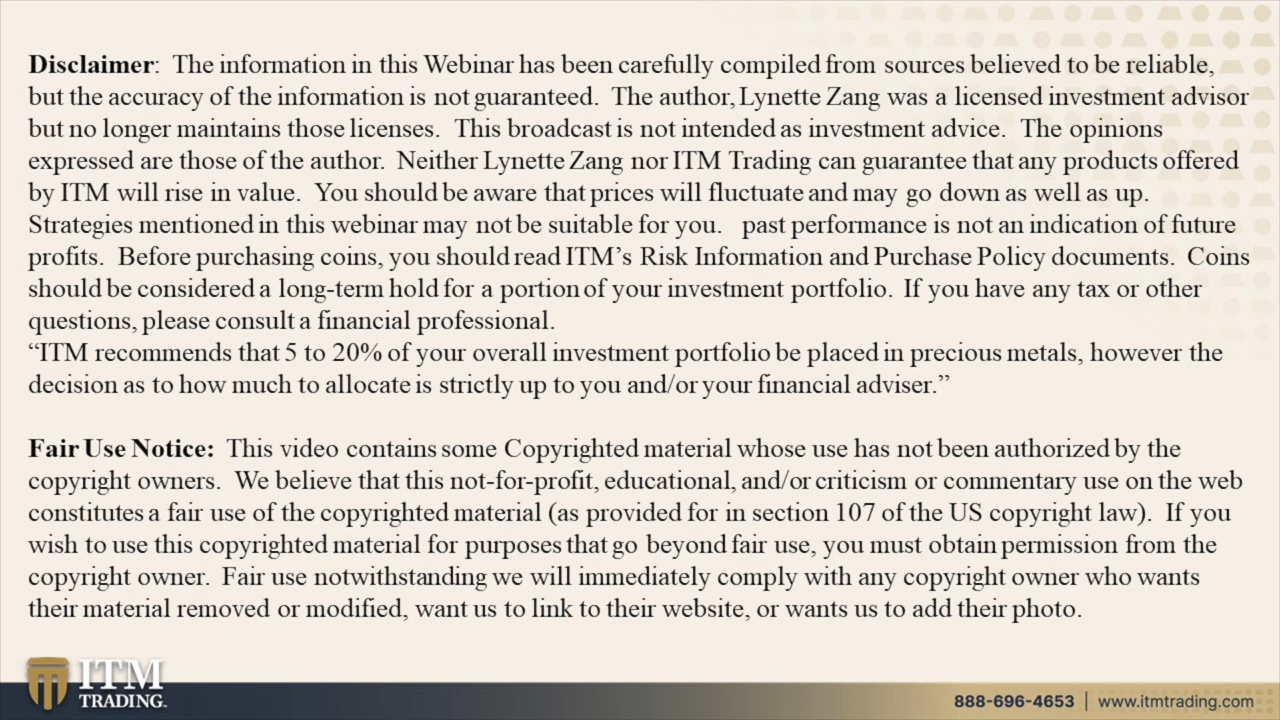 Disclaimer: The information in this Webinar has been carefully compiled from sources believed to be reliable,
but the accuracy of the information is not guaranteed. The author, Lynette Zang was a licensed investment advisor
but no longer maintains those licenses. This broadcast is not intended as investment advice. The opinions
expressed are those of the author. Neither Lynette Zang nor ITM Trading can guarantee that any products offered
by ITM will rise in value. You should be aware that prices will fluctuate and may go down as well as up.
Strategies mentioned in this webinar may not be suitable for you. past performance is not an indication of future
profits. Before purchasing coins, you should read ITM’s Risk Information and Purchase Policy documents. Coins
should be considered a long-term hold for a portion of your investment portfolio. If you have any tax or other
questions, please consult a financial professional.
“ITM recommends that 5 to 20% of your overall investment portfolio be placed in precious metals, however the
decision as to how much to allocate is strictly up to you and/or your financial adviser.”
Fair Use Notice: This video contains some Copyrighted material whose use has not been authorized by the
copyright owners. We believe that this not-for-profit, educational, and/or criticism or commentary use on the web
constitutes a fair use of the copyrighted material (as provided for in section 107 of the US copyright law). If you
wish to use this copyrighted material for purposes that go beyond fair use, you must obtain permission from the
copyright owner. Fair use notwithstanding we will immediately comply with any copyright owner who wants
their material removed or modified, want us to link to their website, or wants us to add their photo.
ITM
TRADING.
888-696-4653 | www.itmtrading.com